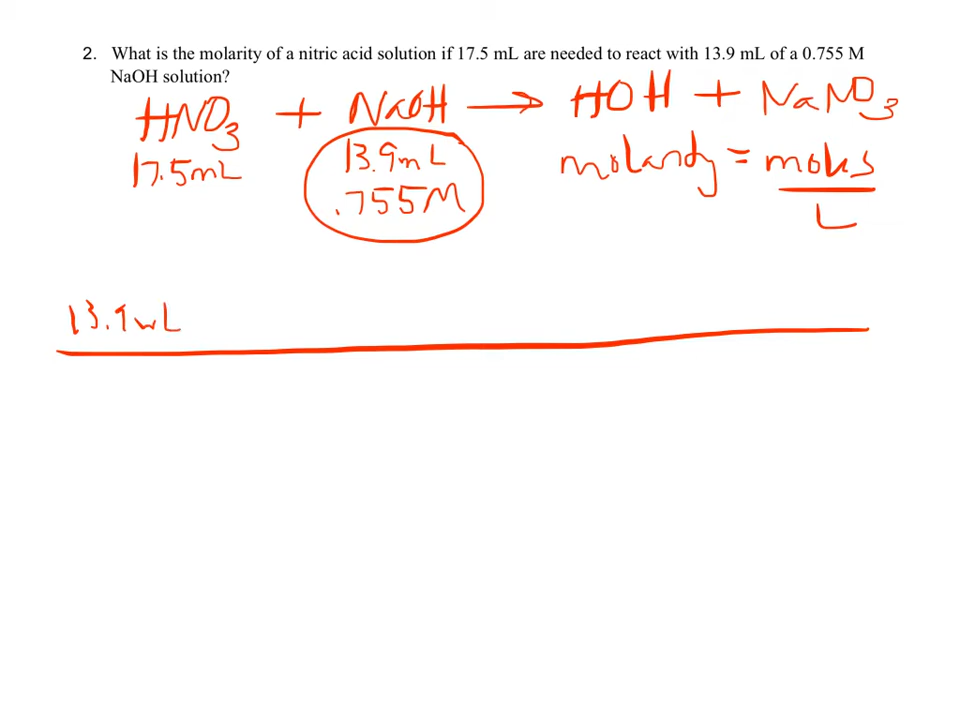 2. What is the molarity of a nitric acid solution if 17.5 mL are needed to react with 13.9 mL of a 0.755 M
NaOH solution?
HNO3 + NaOH → HOH + NaNO3
17.5mL 13.9mL molarity = moles
.755M L
13.9mL